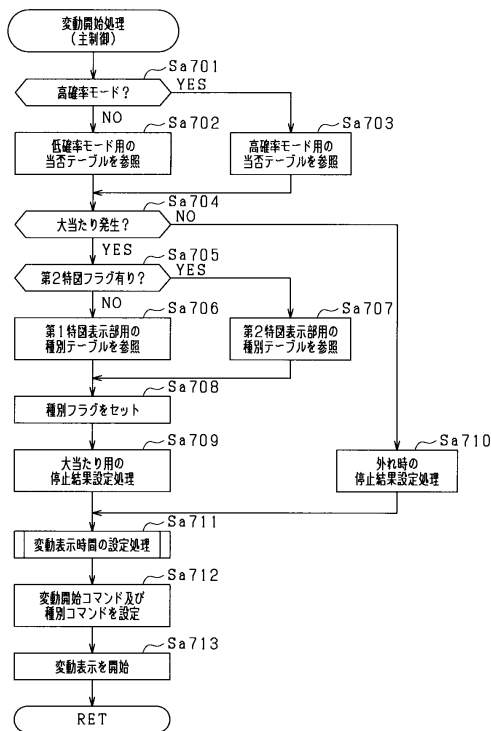 変動開始処理
(主制御)
Sa701
高確率モード?
YES
NO
Sa702
低確率モード用の
当否テーブルを参照
Sa703
高確率モード用の
当否テーブルを参照
Sa704
大当たり発生?
NO
YES
Sa705
第2特図フラグ有り?
YES
NO
Sa706
第1特図表示部用の
種別テーブルを参照
Sa707
第2特図表示部用の
種別テーブルを参照
Sa708
種別フラグをセット
Sa709
大当たり用の
停止結果設定処理
Sa710
外れ時の
停止結果設定処理
Sa711
変動表示時間の設定処理
Sa712
変動開始コマンド及び
種別コマンドを設定
Sa713
変動表示を開始
RET